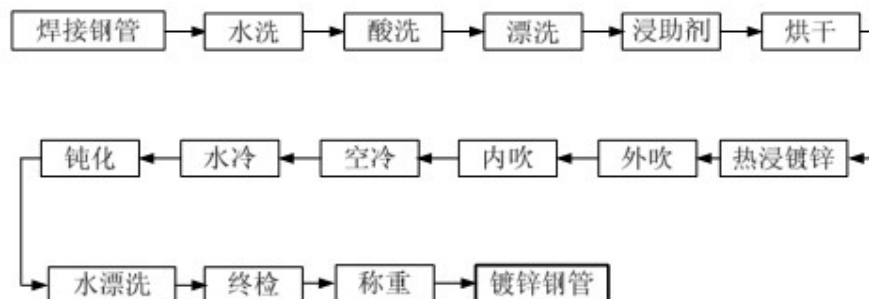 焊接钢管 水洗 酸洗 漂洗 浸助剂 烘干
钝化 水冷 空冷 内吹 外吹 热浸镀锌
水漂洗 终检 称重 镀锌钢管